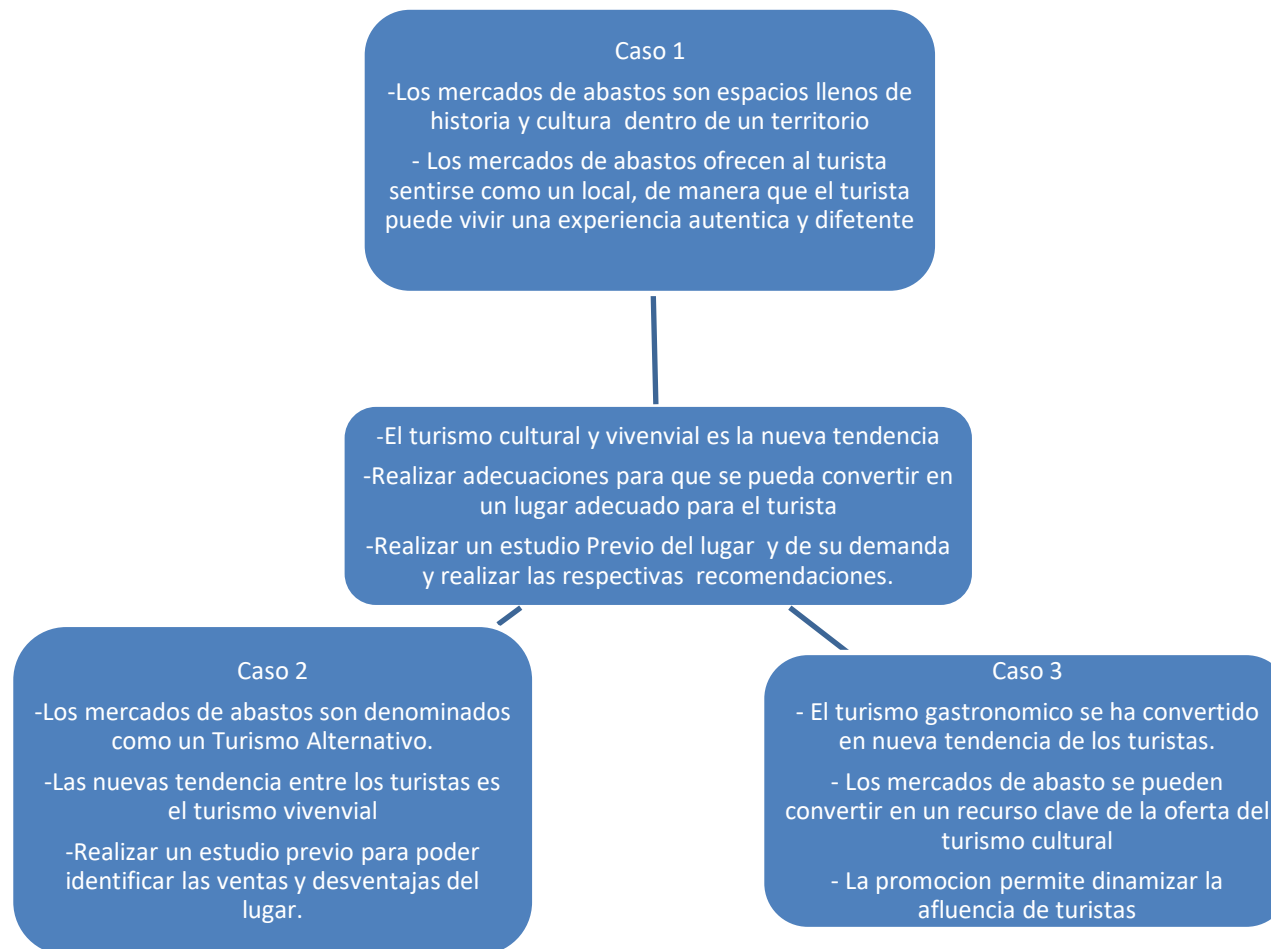 Caso 1
-Los mercados de abastos son espacios llenos de
historia y cultura dentro de un territorio
- Los mercados de abastos ofrecen al turista
sentirse como un local, de manera que el turista
puede vivir una experiencia autentica y difetente
-El turismo cultural y vivenvial es la nueva tendencia
-Realizar adecuaciones para que se pueda convertir en
un lugar adecuado para el turista
-Realizar un estudio Previo del lugar y de su demanda
y realizar las respectivas recomendaciones.
Caso 2
-Los mercados de abastos son denominados
como un Turismo Alternativo.
-Las nuevas tendencia entre los turistas es
el turismo vivenvial
-Realizar un estudio previo para poder
identificar las ventas y desventajas del
lugar.
Caso 3
- El turismo gastronomico se ha convertido
en nueva tendencia de los turistas.
- Los mercados de abasto se pueden
convertir en un recurso clave de la oferta del
turismo cultural
- La promocion permite dinamizar la
afluencia de turistas